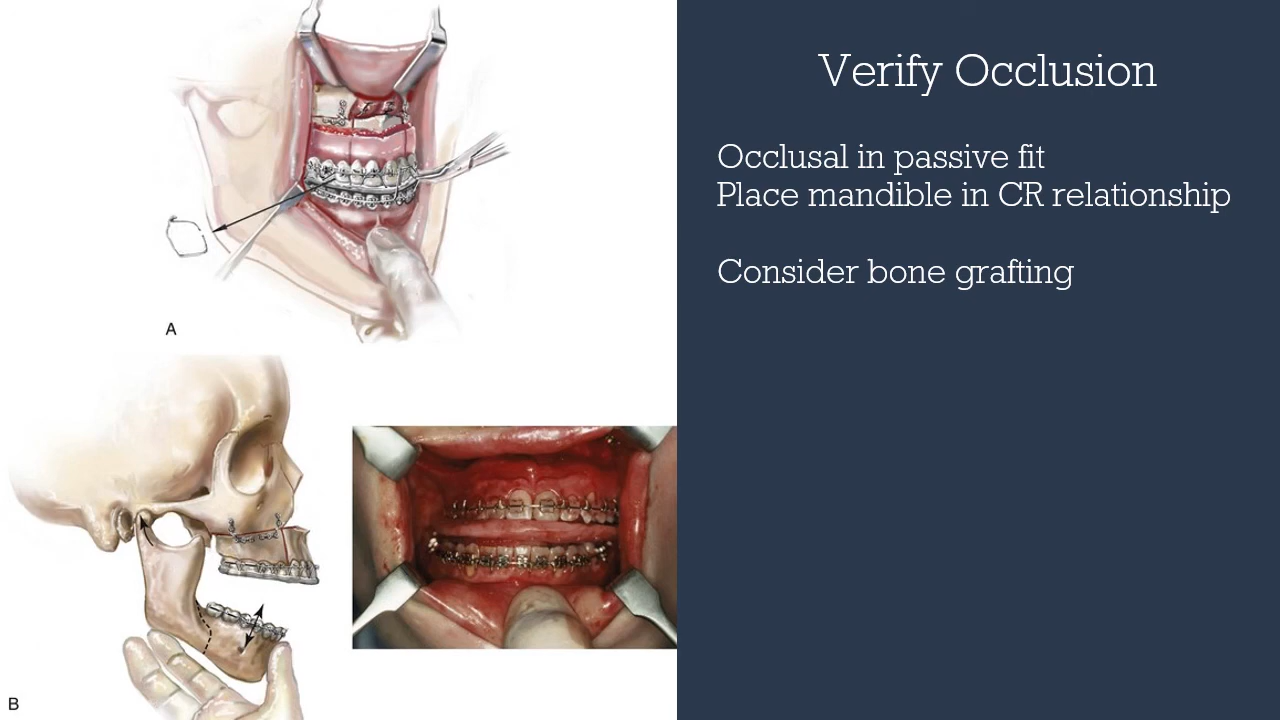 Verify Occlusion
Occlusal in passive fit
Place mandible in CR relationship
Consider bone grafting
A
B